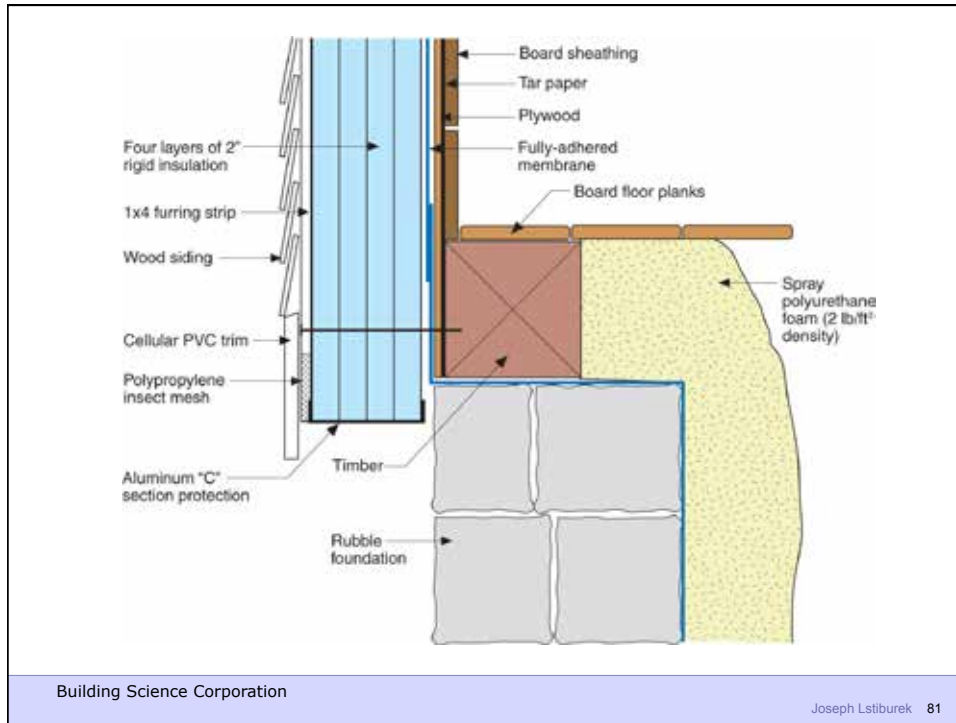 Board sheathing
Tar paper
Plywood
Fully-adhered
membrane
Board floor planks
Four layers of 2"
rigid insulation
1x4 furring strip
Wood siding
Cellular PVC trim
Polypropylene
insect mesh
Aluminum "C"
section protection
Timber
Rubble
foundation
Spray
polyurethane
foam (2 lb/ft³
density)
Building Science Corporation
Joseph Lstiburek 81